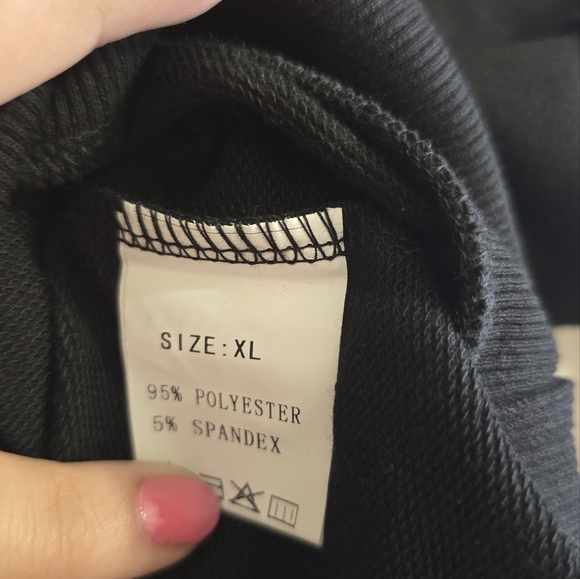 SIZE:XL
95% POLYESTER
5% SPANDEX